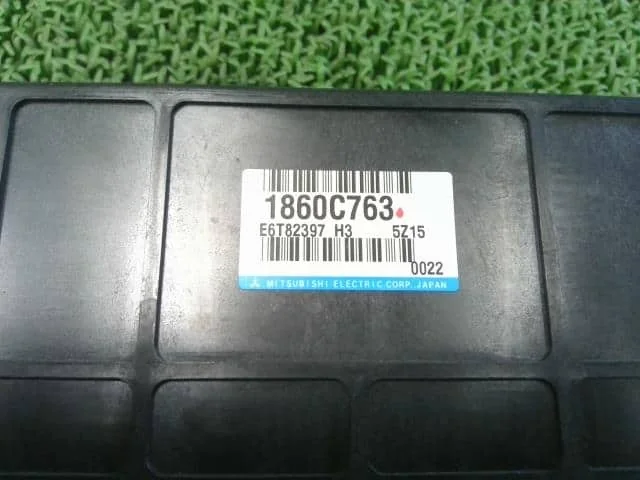 1860C763
E6T82397 H3 5Z15
0022
MITSUBISHI ELECTRIC CORP., JAPAN